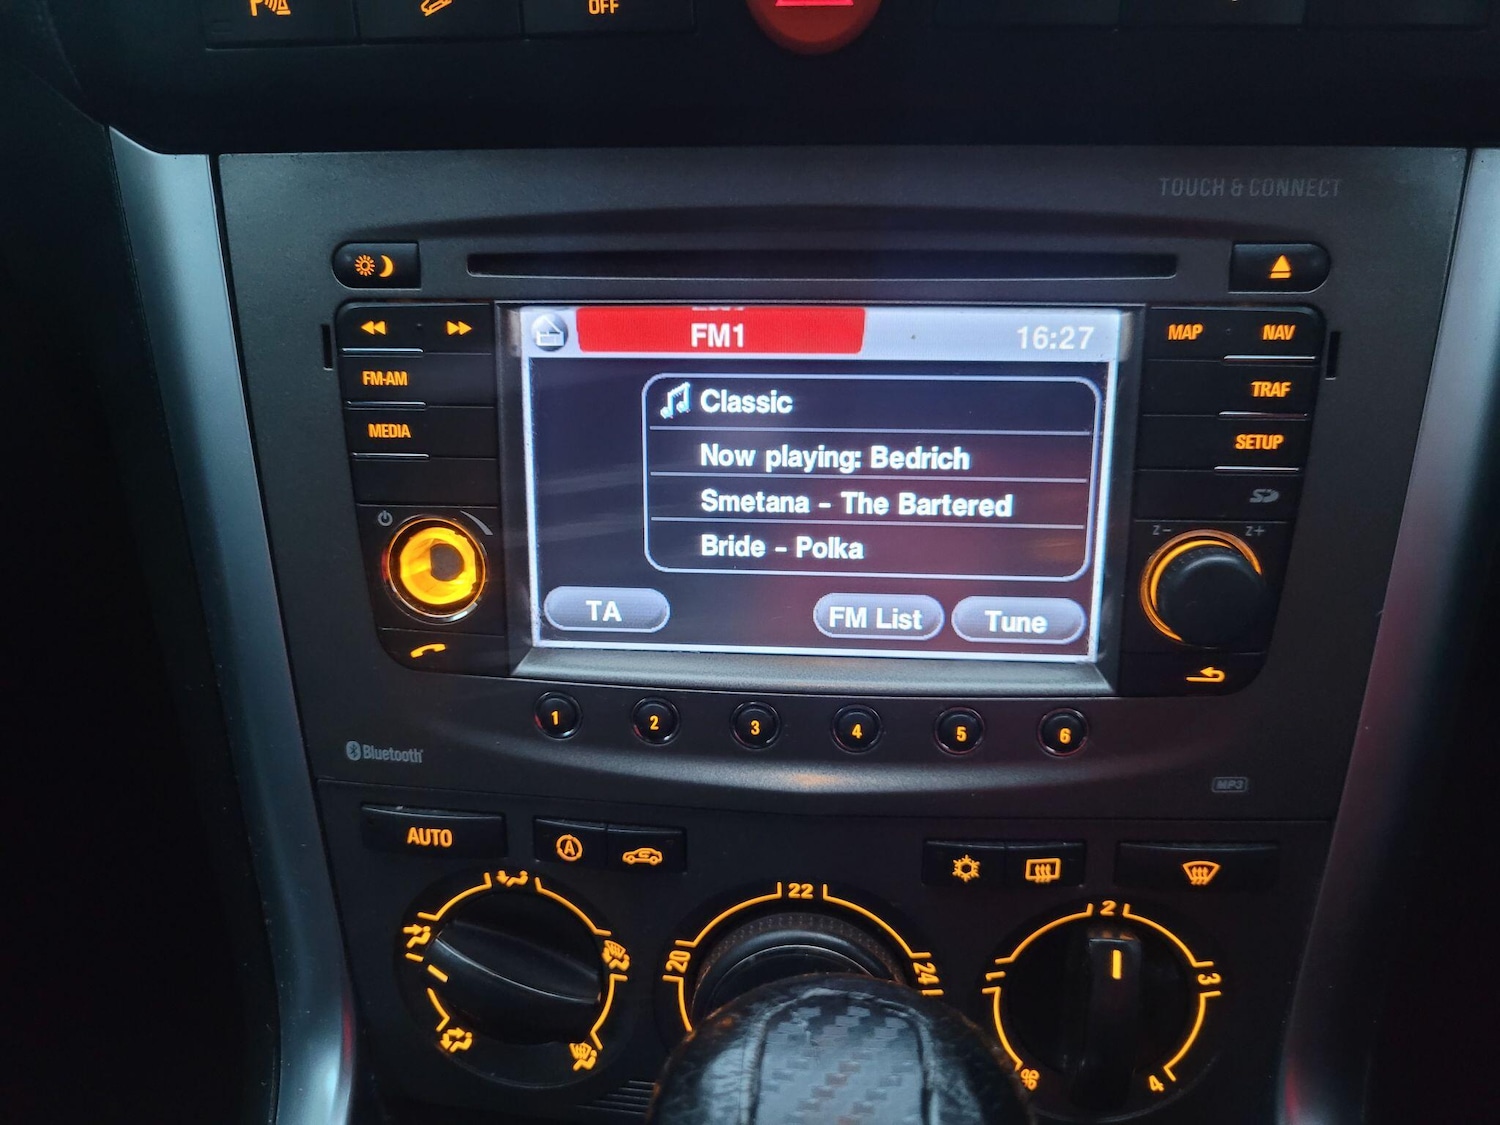 P
OFF
TOUCH & CONNECT
FM1
16:27
MAP NAV
FM-AM
Classic
TRAF
MEDIA
Now playing: Bedrich
SETUP
Smetana - The Bartered
SD
Bride - Polka
z- z+
TA
FM List
Tune
1 2 3 4 5 6
Bluetooth
MP3
AUTO
A
22
20
24
2
1
3
4